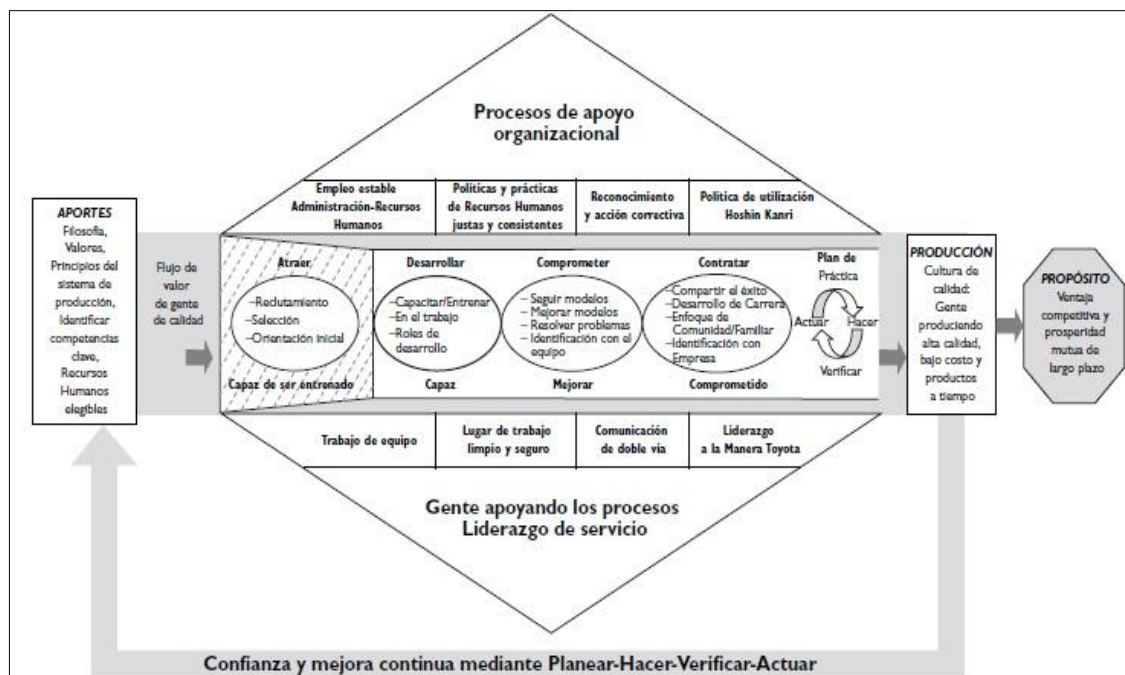 Procesos de apoyo
organizacional
Empleo estable
Administración-Recursos
Humanos
Políticas y prácticas
de Recursos Humanos
justas y consistentes
Reconocimiento
y acción correctiva
Política de utilización
Hoshin Kanri
APORTES
Filosofía,
Valores,
Principios del
sistema de
producción,
Identificar
competencias
clave,
Recursos
Humanos
elegibles
Flujo de
valor
de gente
de calidad
Atraer
–Reclutamiento
–Selección
–Orientación inicial
Capaz de ser entrenado
Desarrollar
–Capacitar/Entrenar
–En el trabajo
–Roles de
desarrollo
Capaz
Comprometer
–Seguir modelos
–Mejorar modelos
–Resolver problemas
–Identificación con el
equipo
Mejorar
Contratar
–Compartir el éxito
–Desarrollo de Carrera
–Enfoque de
Comunidad/Familiar
–Identificación con
Empresa
Comprometido
Plan de
Práctica
Actuar
Hacer
Verificar
PRODUCCIÓN
Cultura de
calidad:
Gente
produciendo
alta calidad,
bajo costo y
productos
a tiempo
PROPÓSITO
Ventaja
competitiva y
prosperidad
mutua de
largo plazo
Trabajo de equipo
Lugar de trabajo
limpio y seguro
Comunicación
de doble vía
Liderazgo
a la Manera Toyota
Gente apoyando los procesos
Liderazgo de servicio
Confianza y mejora continua mediante Planear-Hacer-Verificar-Actuar